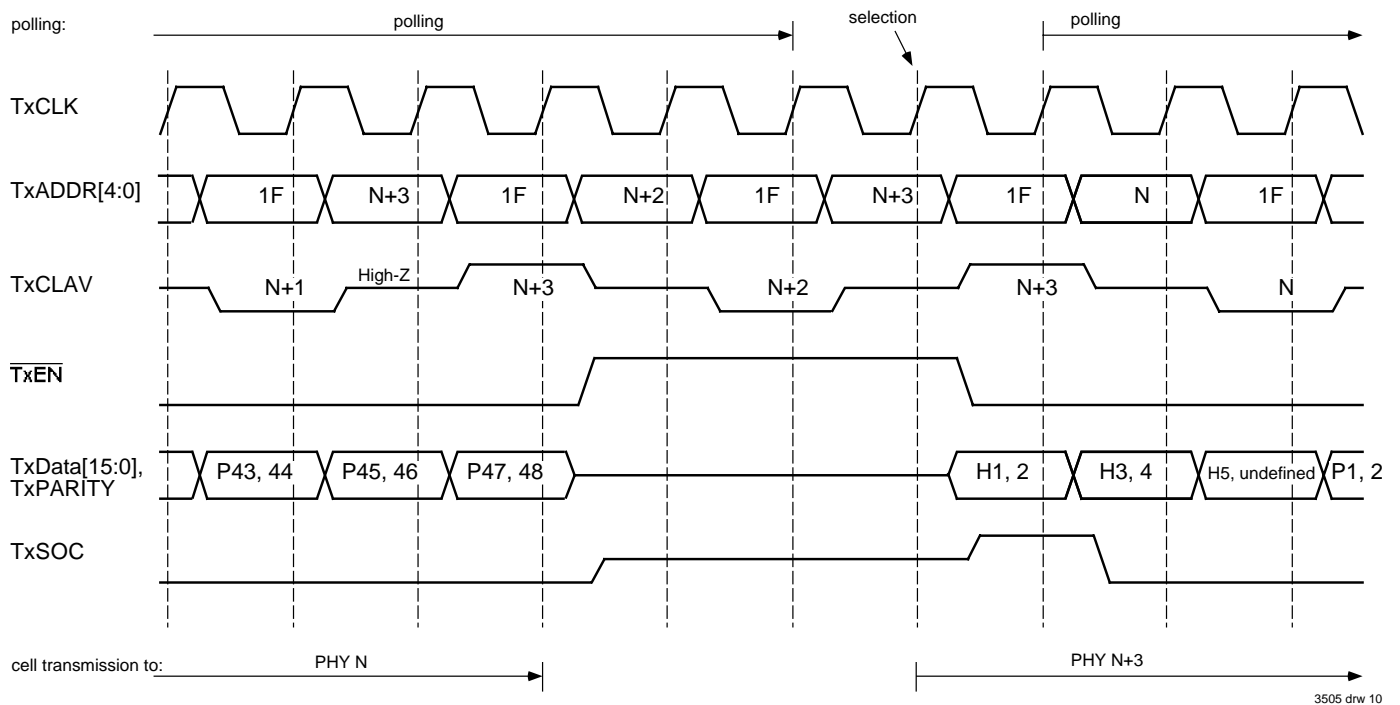 polling: polling selection polling
TxCLK
TxADDR[4:0] 1F N+3 1F N+2 1F N+3 1F N 1F
TxCLAV N+1 High-Z N+3 N+2 N+3 N
TxEN
TxData[15:0], TxPARITY P43, 44 P45, 46 P47, 48 H1, 2 H3, 4 H5, undefined P1, 2
TxSOC
cell transmission to: PHY N PHY N+3
3505 drw 10